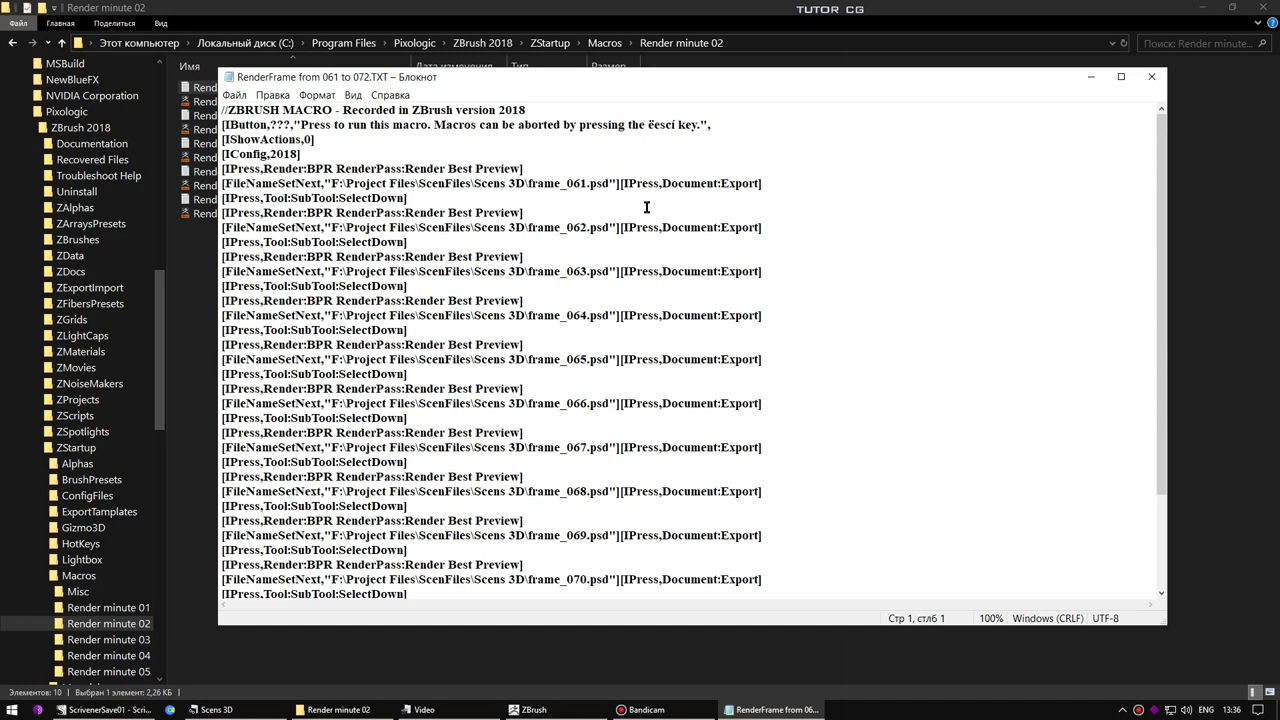 Render minute 02
TUTOR CG
Файл Главная Поделиться Вид
Этот компьютер Локальный диск (C:) Program Files Pixologic ZBrush 2018 ZStartup Macros Render minute 02
Поиск: Render minute...
MSBuild
NewBlueFX
NVIDIA Corporation
Pixologic
ZBrush 2018
Documentation
Recovered Files
Troubleshoot Help
Uninstall
ZAlphas
ZArraysPresets
ZBrushes
ZData
ZDocs
ZExportImport
ZFibersPresets
ZGrids
ZLightCaps
ZMaterials
ZMovies
ZNoiseMakers
ZProjects
ZScripts
ZSpotlights
ZStartup
Alphas
BrushPresets
ConfigFiles
ExportTamplates
Gizmo3D
HotKeys
Lightbox
Macros
Misc
Render minute 01
Render minute 02
Render minute 03
Render minute 04
Render minute 05
Имя Дата изменения Тип Размер
Rend
Rend
Rend
Rend
Rend
Rend
Rend
Rend
Rend
Rend
RenderFrame from 061 to 072.TXT – Блокнот
Файл Правка Формат Вид Справка
//ZBRUSH MACRO - Recorded in ZBrush version 2018
[IButton,???,"Press to run this macro. Macros can be aborted by pressing the ëescí key.",
[IShowActions,0]
[IConfig,2018]
[IPress,Render:BPR RenderPass:Render Best Preview]
[FileNameSetNext,"F:\Project Files\ScenFiles\Scens 3D\frame_061.psd"][IPress,Document:Export]
[IPress,Tool:SubTool:SelectDown]
[IPress,Render:BPR RenderPass:Render Best Preview]
[FileNameSetNext,"F:\Project Files\ScenFiles\Scens 3D\frame_062.psd"][IPress,Document:Export]
[IPress,Tool:SubTool:SelectDown]
[IPress,Render:BPR RenderPass:Render Best Preview]
[FileNameSetNext,"F:\Project Files\ScenFiles\Scens 3D\frame_063.psd"][IPress,Document:Export]
[IPress,Tool:SubTool:SelectDown]
[IPress,Render:BPR RenderPass:Render Best Preview]
[FileNameSetNext,"F:\Project Files\ScenFiles\Scens 3D\frame_064.psd"][IPress,Document:Export]
[IPress,Tool:SubTool:SelectDown]
[IPress,Render:BPR RenderPass:Render Best Preview]
[FileNameSetNext,"F:\Project Files\ScenFiles\Scens 3D\frame_065.psd"][IPress,Document:Export]
[IPress,Tool:SubTool:SelectDown]
[IPress,Render:BPR RenderPass:Render Best Preview]
[FileNameSetNext,"F:\Project Files\ScenFiles\Scens 3D\frame_066.psd"][IPress,Document:Export]
[IPress,Tool:SubTool:SelectDown]
[IPress,Render:BPR RenderPass:Render Best Preview]
[FileNameSetNext,"F:\Project Files\ScenFiles\Scens 3D\frame_067.psd"][IPress,Document:Export]
[IPress,Tool:SubTool:SelectDown]
[IPress,Render:BPR RenderPass:Render Best Preview]
[FileNameSetNext,"F:\Project Files\ScenFiles\Scens 3D\frame_068.psd"][IPress,Document:Export]
[IPress,Tool:SubTool:SelectDown]
[IPress,Render:BPR RenderPass:Render Best Preview]
[FileNameSetNext,"F:\Project Files\ScenFiles\Scens 3D\frame_069.psd"][IPress,Document:Export]
[IPress,Tool:SubTool:SelectDown]
[IPress,Render:BPR RenderPass:Render Best Preview]
[FileNameSetNext,"F:\Project Files\ScenFiles\Scens 3D\frame_070.psd"][IPress,Document:Export]
[IPress,Tool:SubTool:SelectDown]
Стр 1, стлб 1 100% Windows (CRLF) UTF-8
Элементов: 10 Выбран 1 элемент: 2,26 КБ
ScrivenerSave01 - Scri... Scens 3D Render minute 02 Video ZBrush Bandicam RenderFrame from 06... ENG 13:36